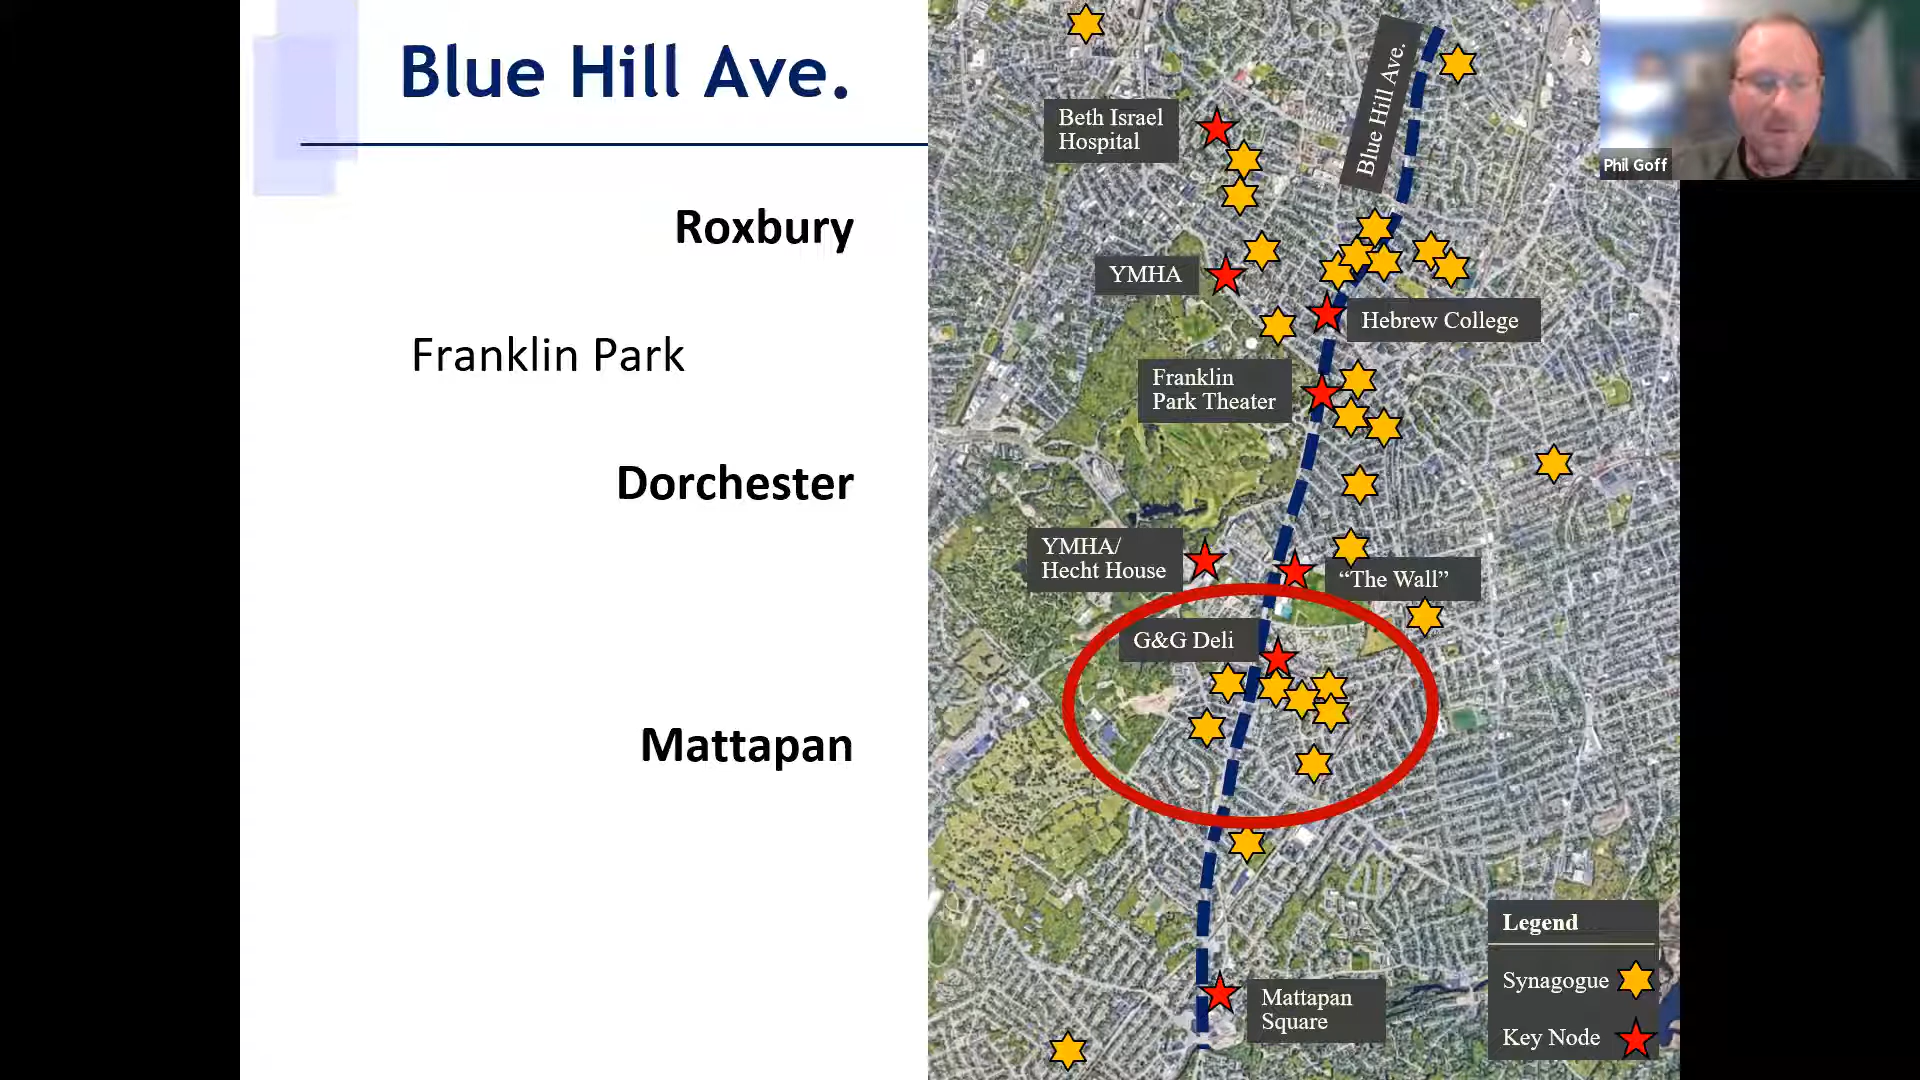 Blue Hill Ave.
Roxbury
Franklin Park
Dorchester
Mattapan
Blue Hill Ave.
Beth Israel
Hospital
YMHA
Hebrew College
Franklin
Park Theater
YMHA/
Hecht House
“The Wall”
G&G Deli
Mattapan
Square
Legend
Synagogue
Key Node
Phil Goff